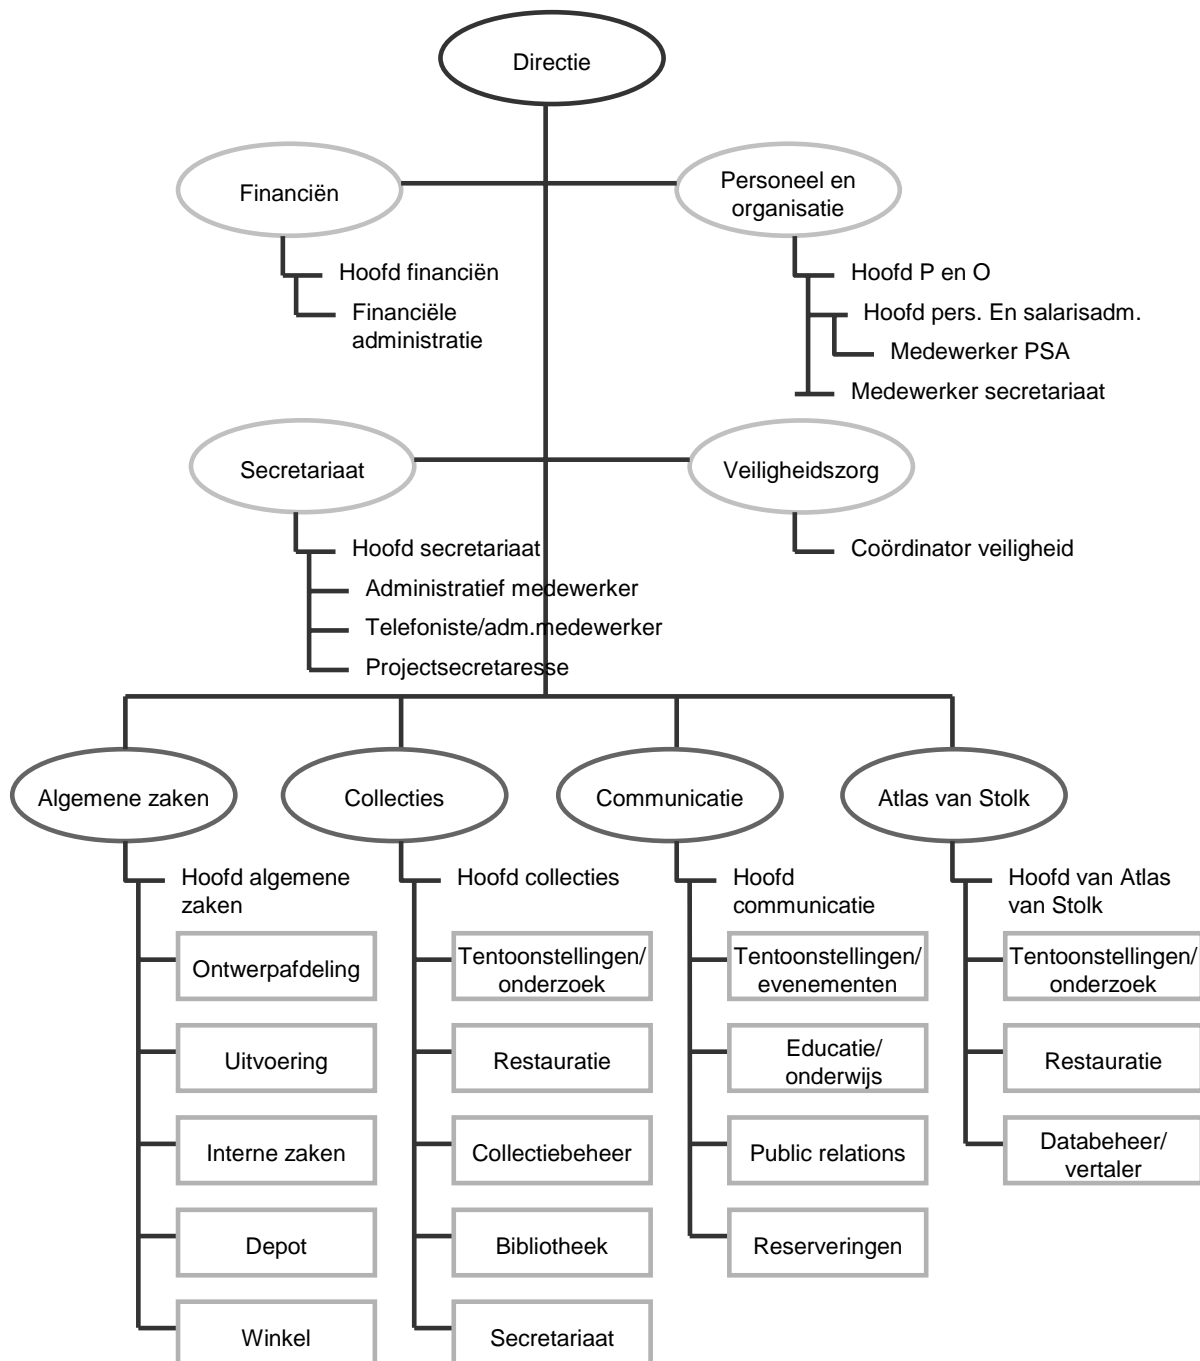 Directie
Financiën
Personeel en
organisatie
Hoofd financiën
Financiële
administratie
Hoofd P en O
Hoofd pers. En salarisadm.
Medewerker PSA
Medewerker secretariaat
Secretariaat
Veiligheidszorg
Hoofd secretariaat
Administratief medewerker
Telefoniste/adm.medewerker
Projectsecretaresse
Coördinator veiligheid
Algemene zaken
Collecties
Communicatie
Atlas van Stolk
Hoofd algemene
zaken
Ontwerpafdeling
Uitvoering
Interne zaken
Depot
Winkel
Hoofd collecties
Tentoonstellingen/
onderzoek
Restauratie
Collectiebeheer
Bibliotheek
Secretariaat
Hoofd
communicatie
Tentoonstellingen/
evenementen
Educatie/
onderwijs
Public relations
Reserveringen
Hoofd van Atlas
van Stolk
Tentoonstellingen/
onderzoek
Restauratie
Databeheer/
vertaler